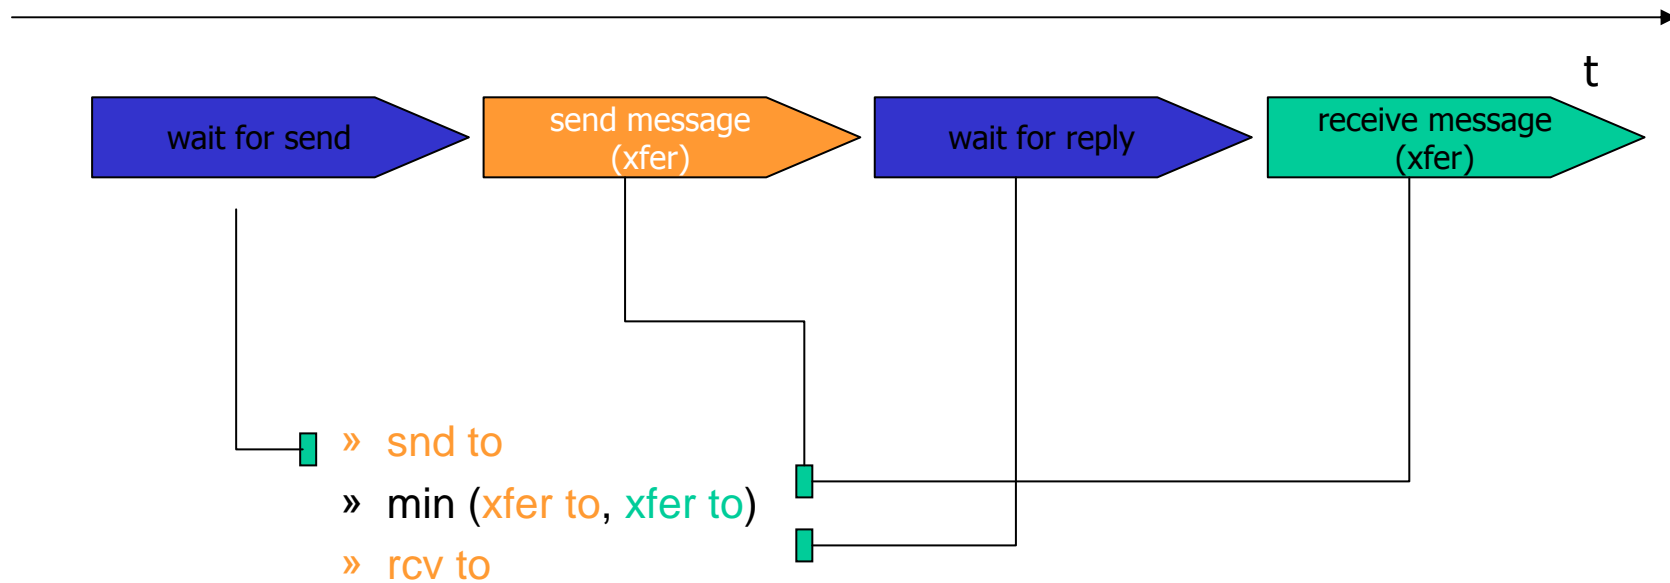 t
wait for send
send message
(xfer)
wait for reply
receive message
(xfer)
» snd to
» min (xfer to, xfer to)
» rcv to